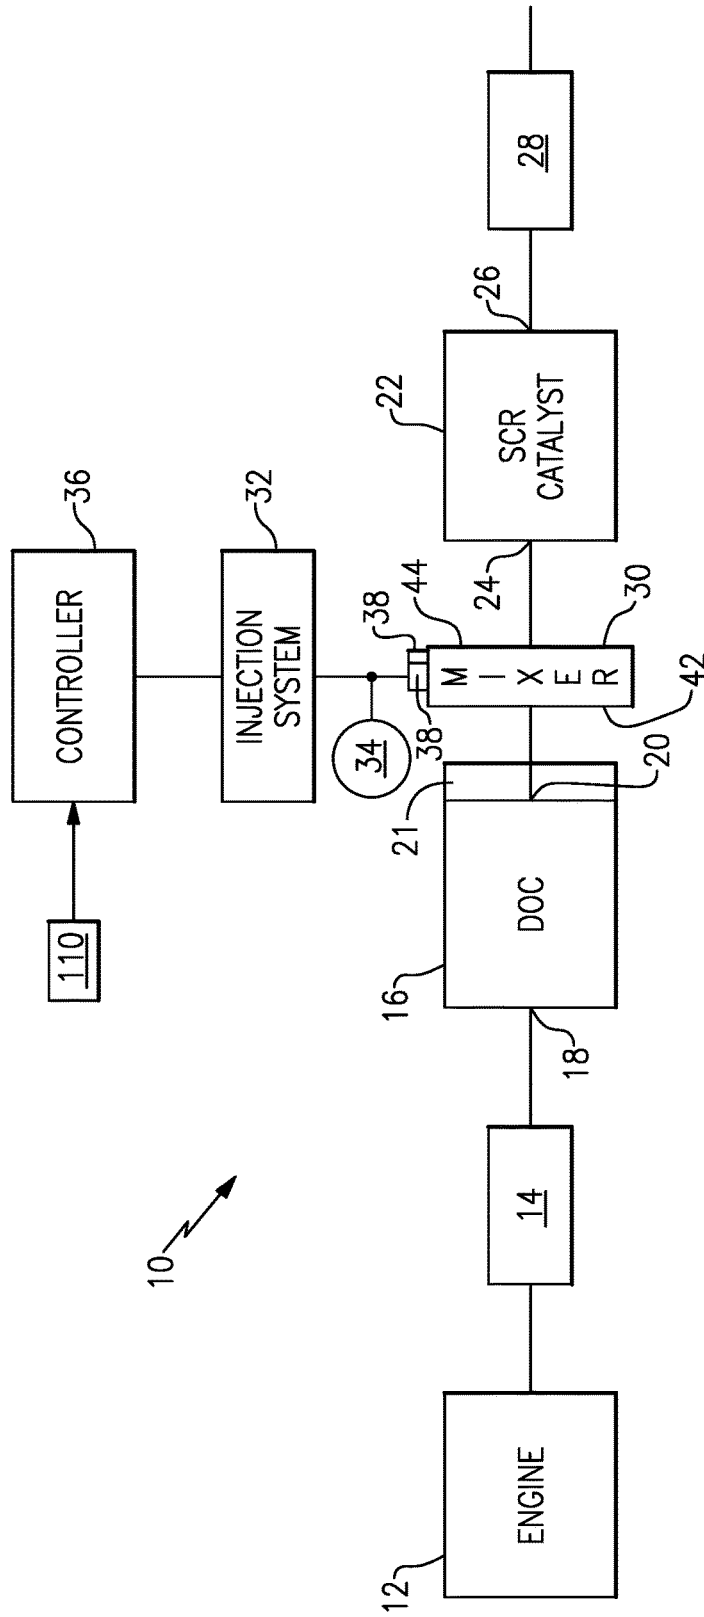 110
CONTROLLER
36
INJECTION
SYSTEM
32
34
38
38
10
12
ENGINE
14
16
18
DOC
21
20
44
MIXER
42
30
24
22
SCR
CATALYST
26
28